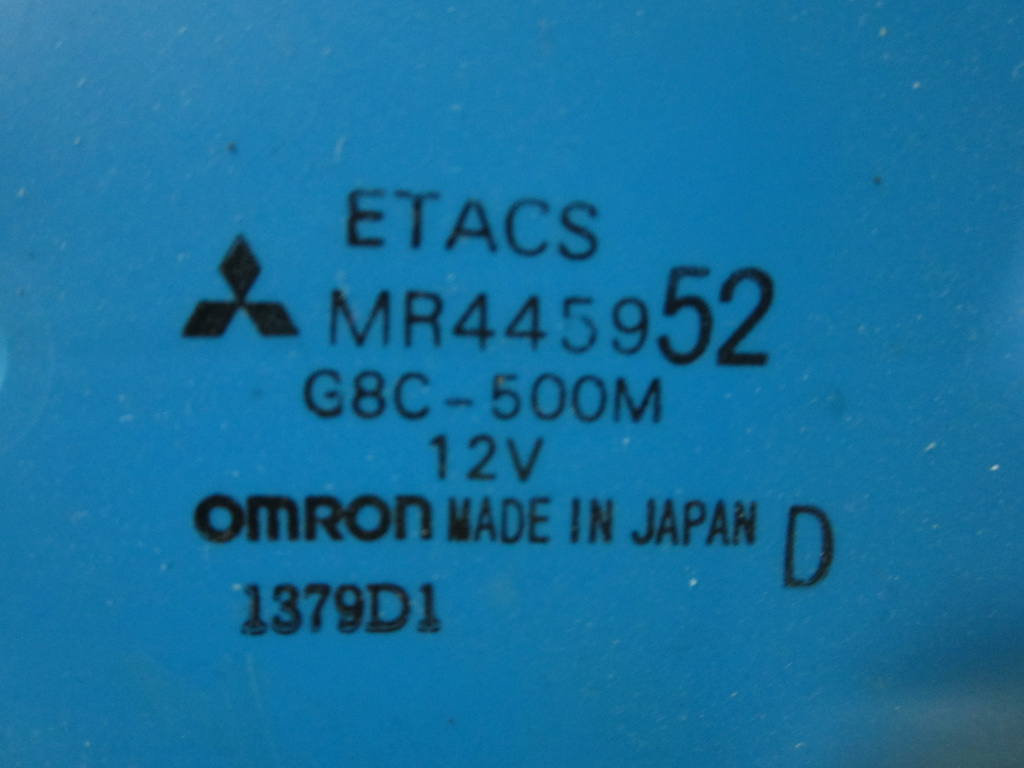 ETACS
MR445952
G8C-500M
12V
OMRON MADE IN JAPAN D
1379D1